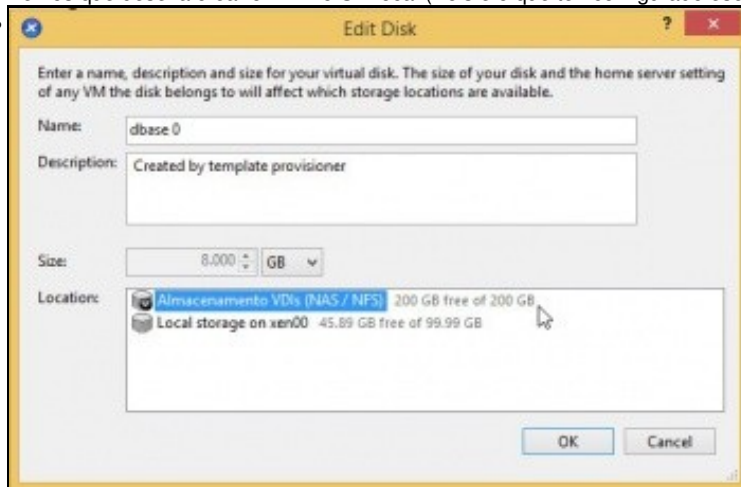 Edit Disk
?
Enter a name, description and size for your virtual disk. The size of your disk and the home server setting
of any VM the disk belongs to will affect which storage locations are available.
Name: dbase 0
Description: Created by template provisioner
Size: 8.000 GB
Location: Almacenamento VDIs (NAS / NFS) 200 GB free of 200 GB
Local storage on xen00 45.89 GB free of 99.99 GB
OK Cancel